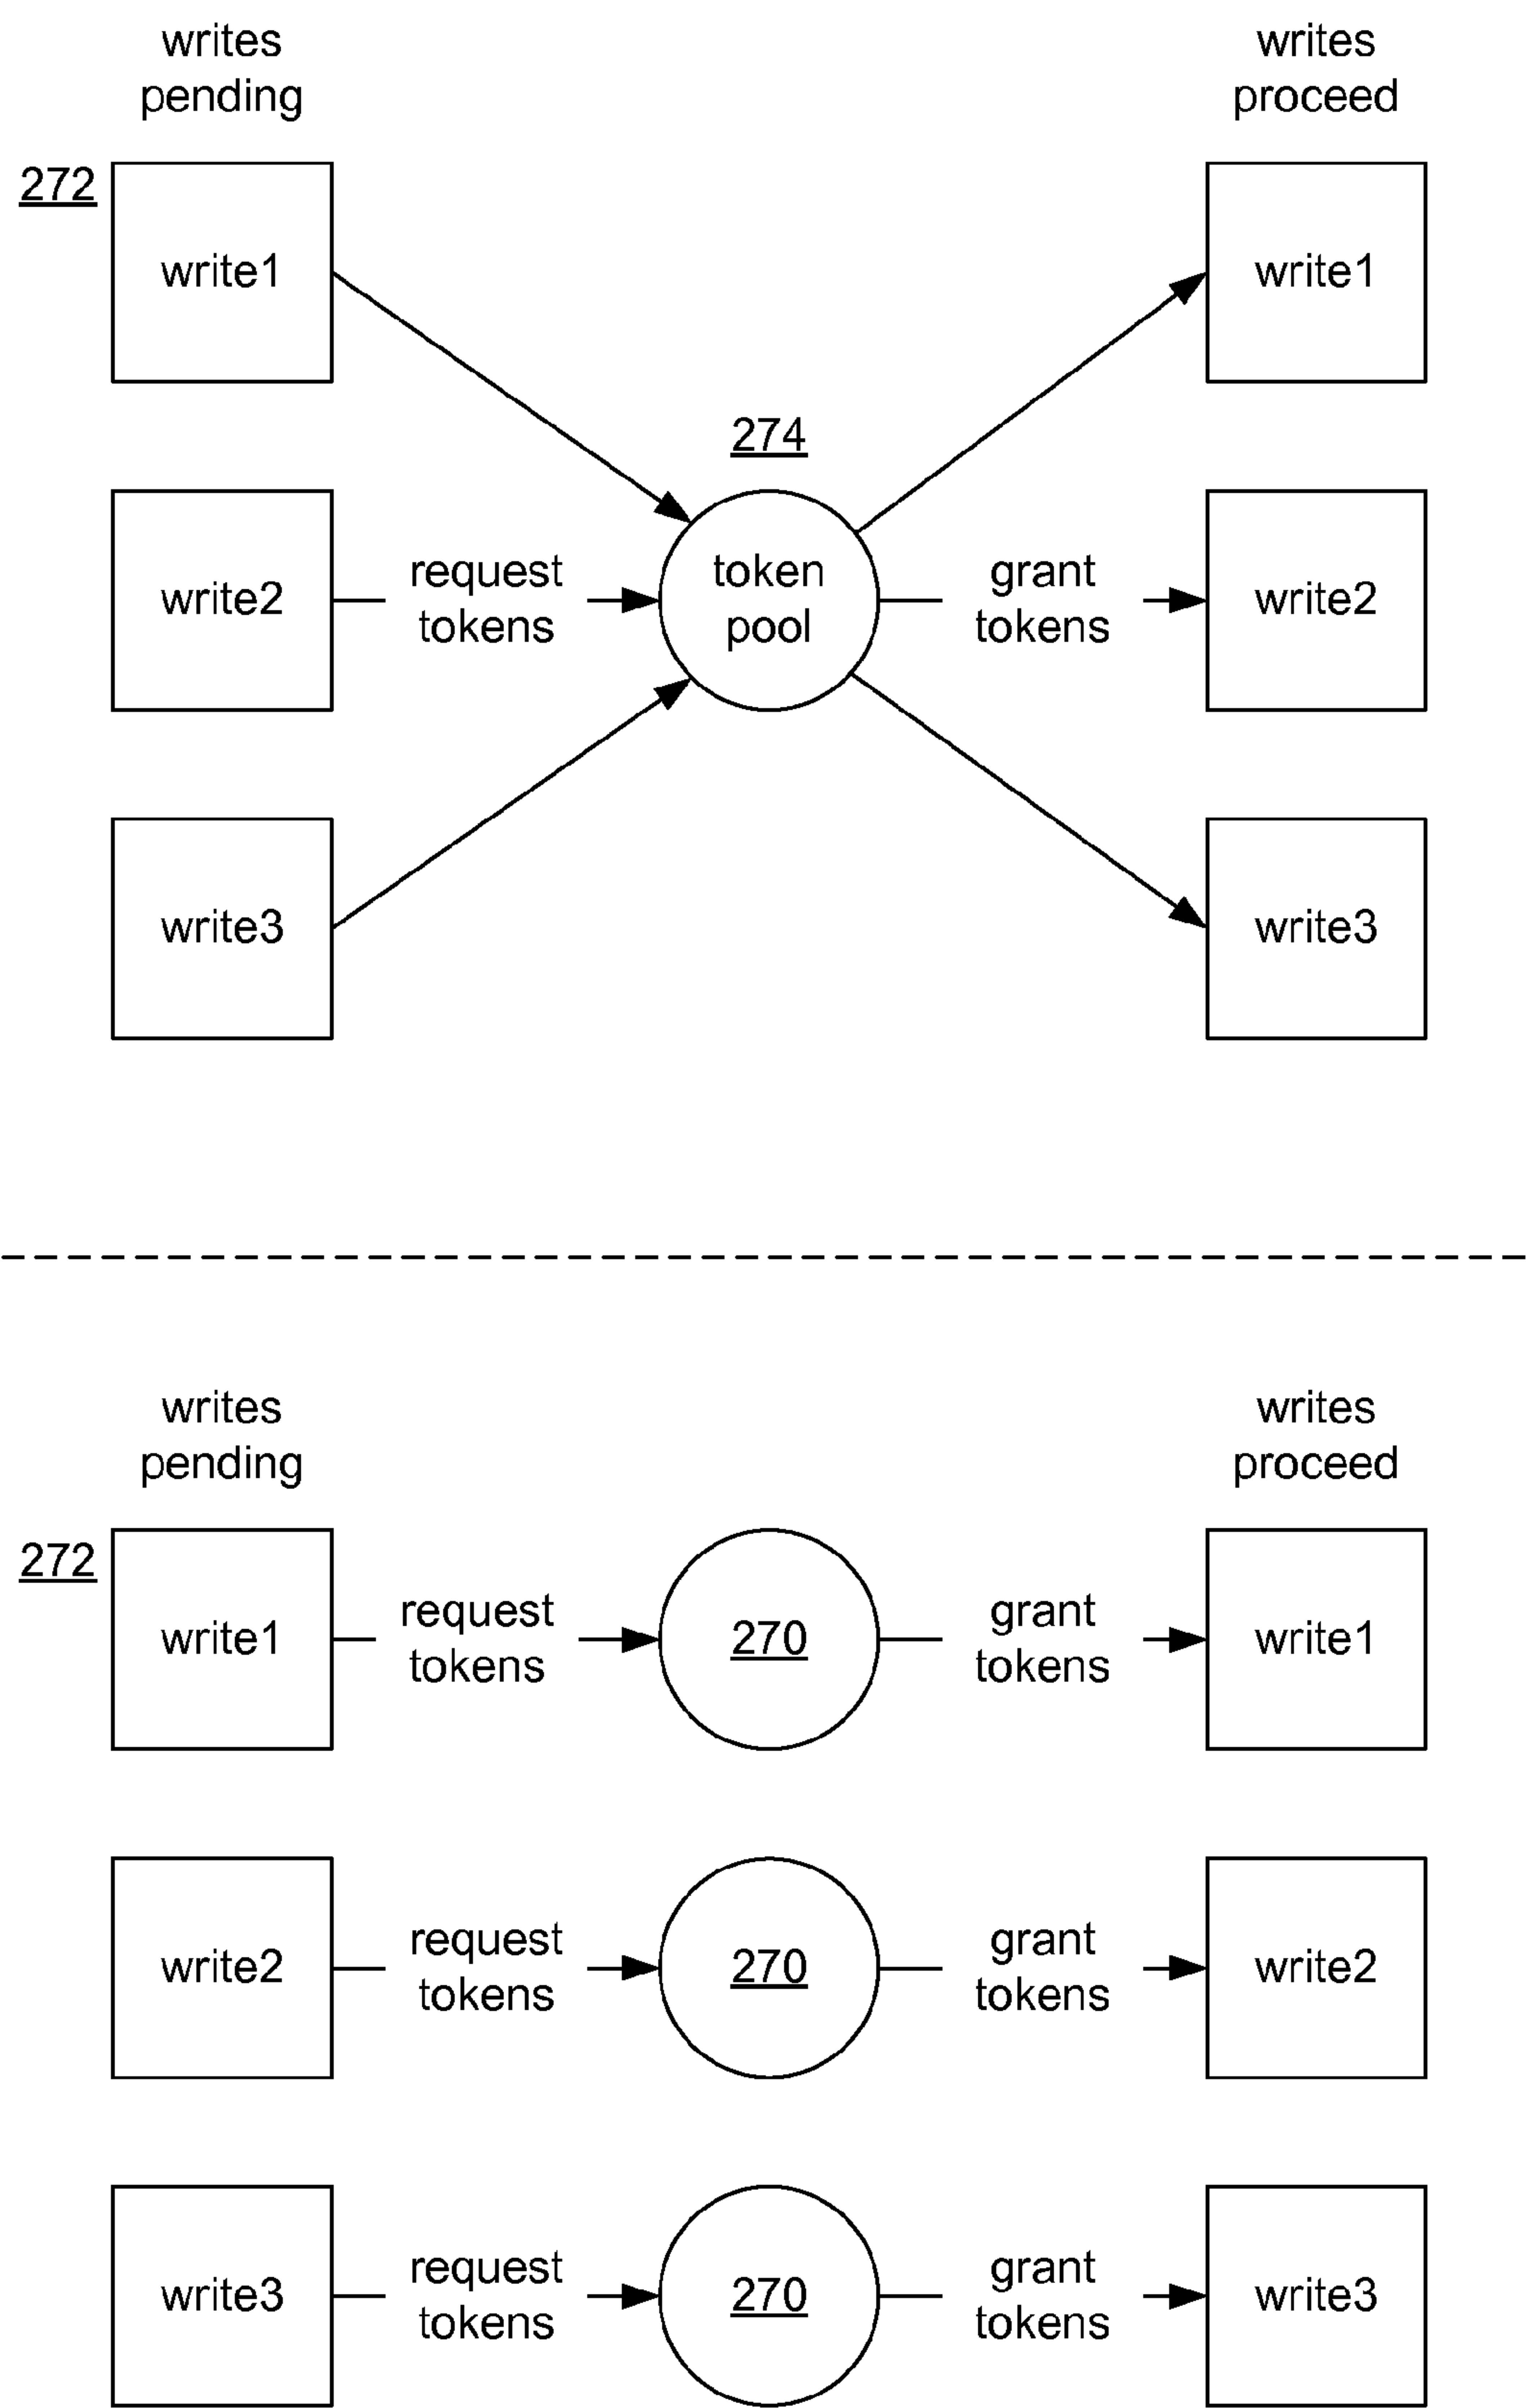 writes
pending
writes
proceed
272
write1
write1
274
write2
request
tokens
token
pool
grant
tokens
write2
write3
write3
writes
pending
writes
proceed
272
write1
request
tokens
270
grant
tokens
write1
write2
request
tokens
270
grant
tokens
write2
write3
request
tokens
270
grant
tokens
write3